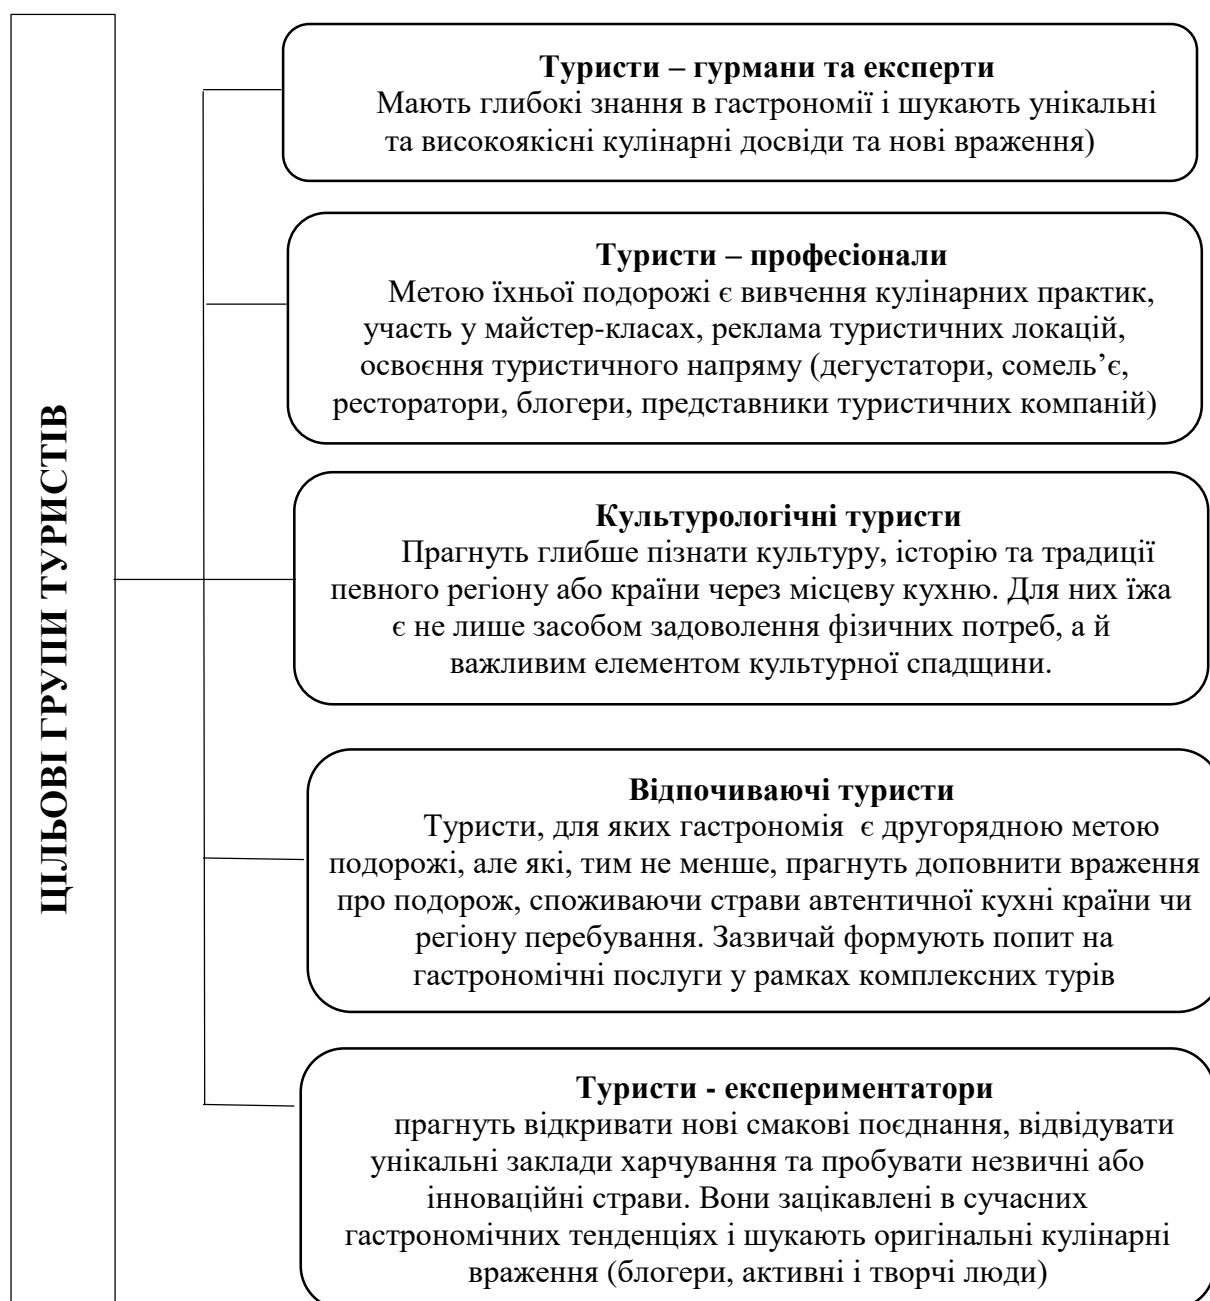 ЦІЛЬОВІ ГРУПИ ТУРИСТІВ
Туристи – гурмани та експерти
Мають глибокі знання в гастрономії і шукають унікальні
та високоякісні кулінарні досвіди та нові враження)
Туристи – професіонали
Метою їхньої подорожі є вивчення кулінарних практик,
участь у майстер-класах, реклама туристичних локацій,
освоєння туристичного напряму (дегустатори, сомель’є,
ресторатори, блогери, представники туристичних компаній)
Культурологічні туристи
Прагнуть глибше пізнати культуру, історію та традиції
певного регіону або країни через місцеву кухню. Для них їжа
є не лише засобом задоволення фізичних потреб, а й
важливим елементом культурної спадщини.
Відпочиваючі туристи
Туристи, для яких гастрономія є другорядною метою
подорожі, але які, тим не менше, прагнуть доповнити враження
про подорож, споживаючи страви автентичної кухні країни чи
регіону перебування. Зазвичай формують попит на
гастрономічні послуги у рамках комплексних турів
Туристи - експериментатори
прагнуть відкривати нові смакові поєднання, відвідувати
унікальні заклади харчування та пробувати незвичні або
інноваційні страви. Вони зацікавлені в сучасних
гастрономічних тенденціях і шукають оригінальні кулінарні
враження (блогери, активні і творчі люди)